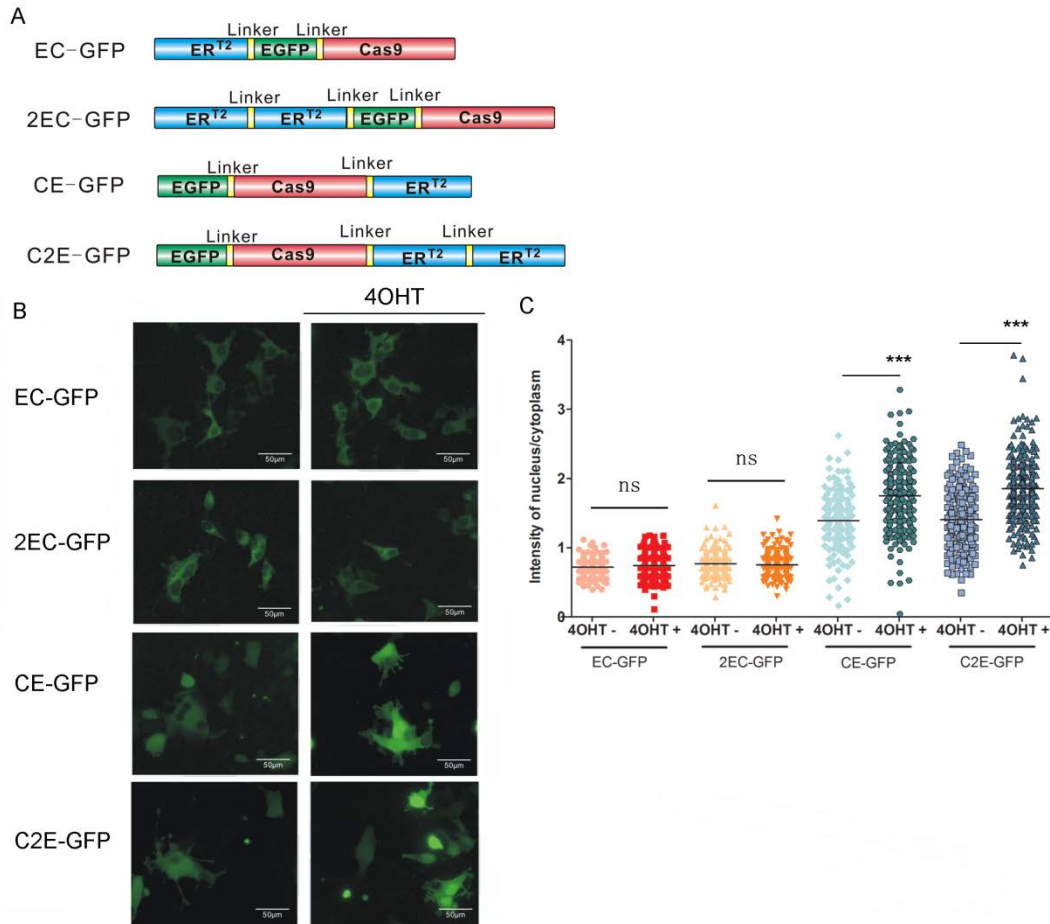 A
Linker Linker
EC-GFP
ER^T2 EGFP Cas9
Linker Linker Linker
2EC-GFP
ER^T2 ER^T2 EGFP Cas9
Linker Linker
CE-GFP
EGFP Cas9 ER^T2
Linker Linker Linker
C2E-GFP
EGFP Cas9 ER^T2 ER^T2
B
4OHT
EC-GFP
50μm 50μm
2EC-GFP
50μm 50μm
CE-GFP
50μm 50μm
C2E-GFP
50μm 50μm
C
Intensity of nucleus/cytoplasm
4
3
2
1
0
ns
ns
***
***
4OHT - 4OHT + 4OHT - 4OHT + 4OHT - 4OHT + 4OHT - 4OHT +
EC-GFP 2EC-GFP CE-GFP C2E-GFP